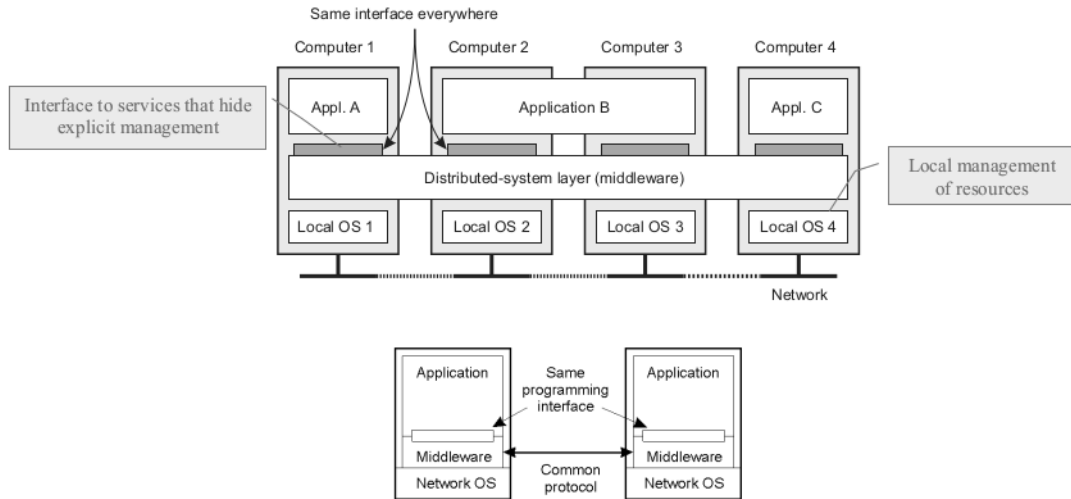 Same interface everywhere
Computer 1
Computer 2
Computer 3
Computer 4
Interface to services that hide
explicit management
Appl. A
Application B
Appl. C
Distributed-system layer (middleware)
Local management
of resources
Local OS 1
Local OS 2
Local OS 3
Local OS 4
Network
Application
Same
programming
interface
Application
Middleware
Common
protocol
Middleware
Network OS
Network OS